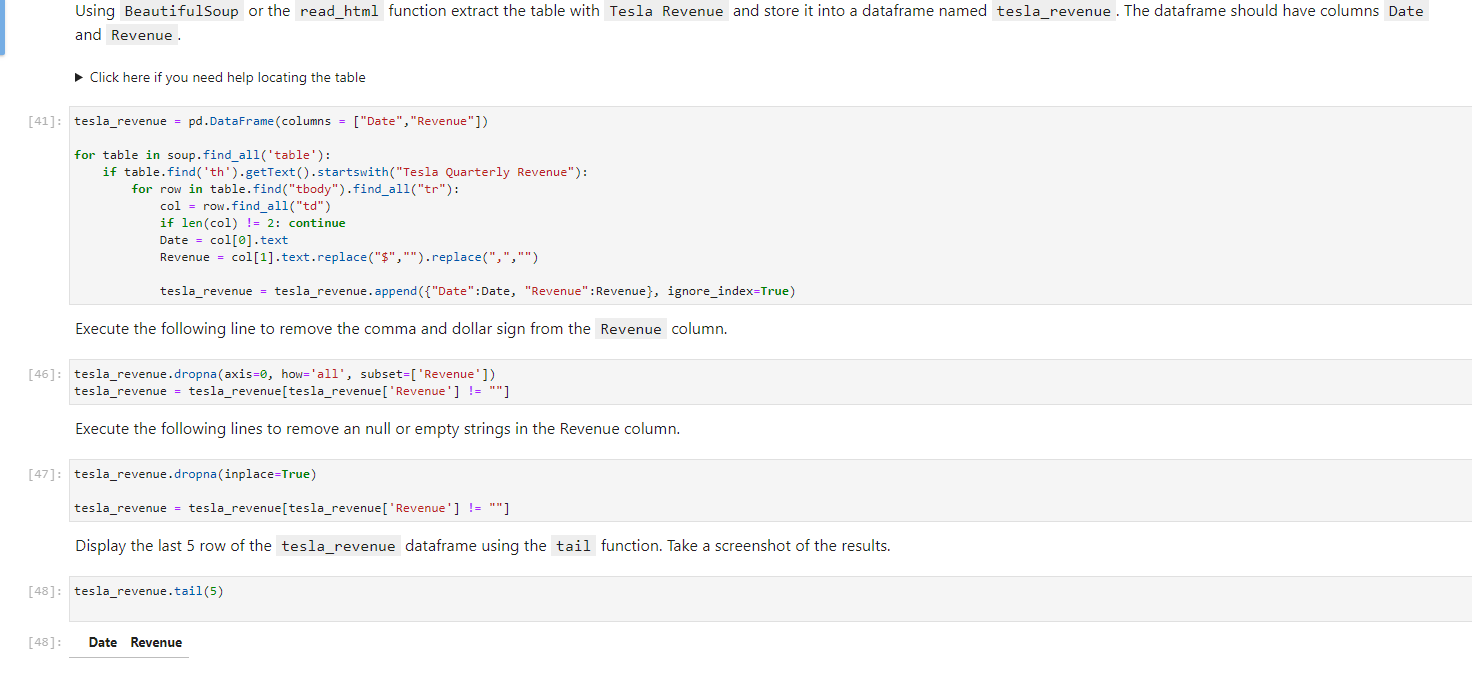 Using BeautifulSoup or the read_html function extract the table with Tesla Revenue and store it into a dataframe named tesla_revenue. The dataframe should have columns Date
and Revenue.
▶ Click here if you need help locating the table
[41]: tesla_revenue = pd.DataFrame(columns = ["Date","Revenue"])
for table in soup.find_all('table'):
    if table.find('th').getText().startswith("Tesla Quarterly Revenue"):
        for row in table.find("tbody").find_all("tr"):
            col = row.find_all("td")
            if len(col) != 2: continue
            Date = col[0].text
            Revenue = col[1].text.replace("$","").replace(",","")
            tesla_revenue = tesla_revenue.append({"Date":Date, "Revenue":Revenue}, ignore_index=True)
Execute the following line to remove the comma and dollar sign from the Revenue column.
[46]: tesla_revenue.dropna(axis=0, how='all', subset=['Revenue'])
tesla_revenue = tesla_revenue[tesla_revenue['Revenue'] != ""]
Execute the following lines to remove an null or empty strings in the Revenue column.
[47]: tesla_revenue.dropna(inplace=True)
tesla_revenue = tesla_revenue[tesla_revenue['Revenue'] != ""]
Display the last 5 row of the tesla_revenue dataframe using the tail function. Take a screenshot of the results.
[48]: tesla_revenue.tail(5)
[48]: Date Revenue